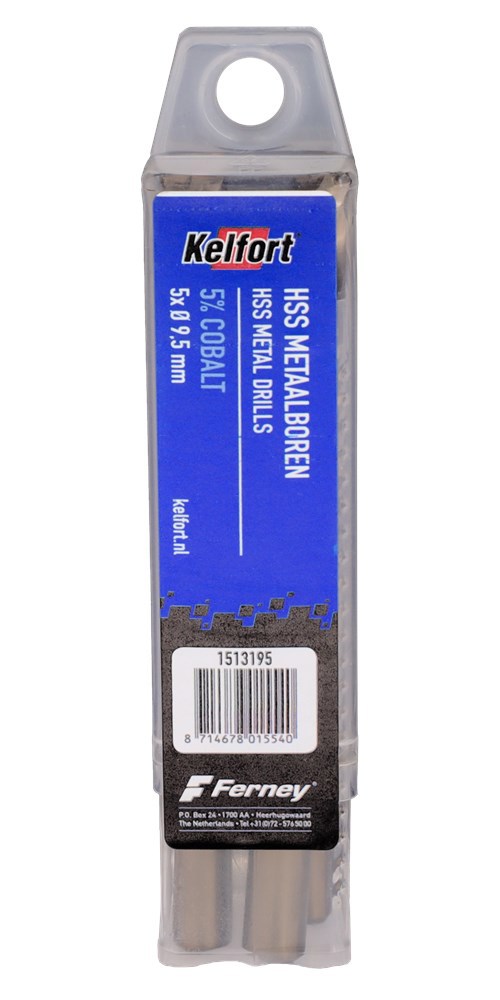 Kelfort
HSS METAALBOREN
HSS METAL DRILLS
5% COBALT
5x Ø 9,5 mm
kelfort.nl
1513195
8 714678 015540
Ferney®
P.O. Box 24 • 1700 AA • Heerhugowaard
The Netherlands • Tel +31 (0)72 - 576 50 00